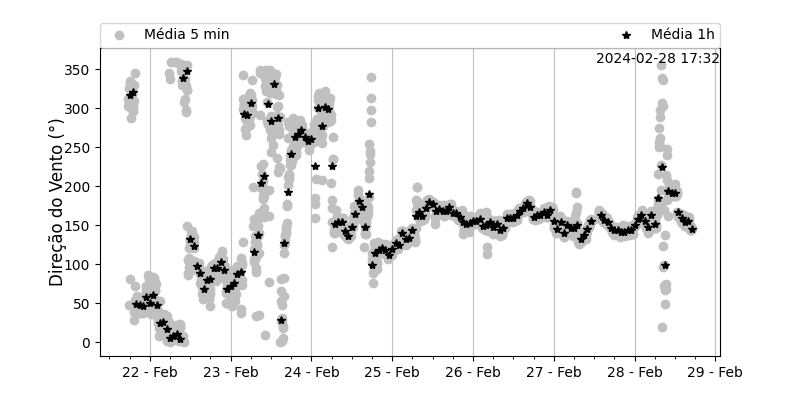 Média 5 min
Média 1h
2024-02-28 17:32
Direção do Vento (°)
350
300
250
200
150
100
50
0
22 - Feb
23 - Feb
24 - Feb
25 - Feb
26 - Feb
27 - Feb
28 - Feb
29 - Feb